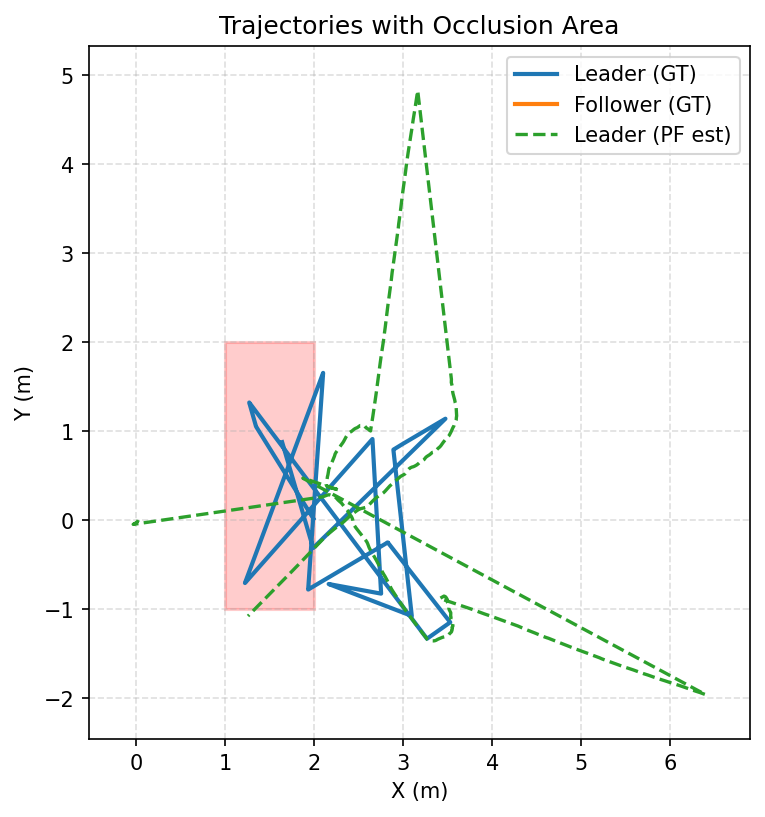 Trajectories with Occlusion Area
Leader (GT)
Follower (GT)
Leader (PF est)
Y (m)
5
4
3
2
1
0
−1
−2
0 1 2 3 4 5 6
X (m)